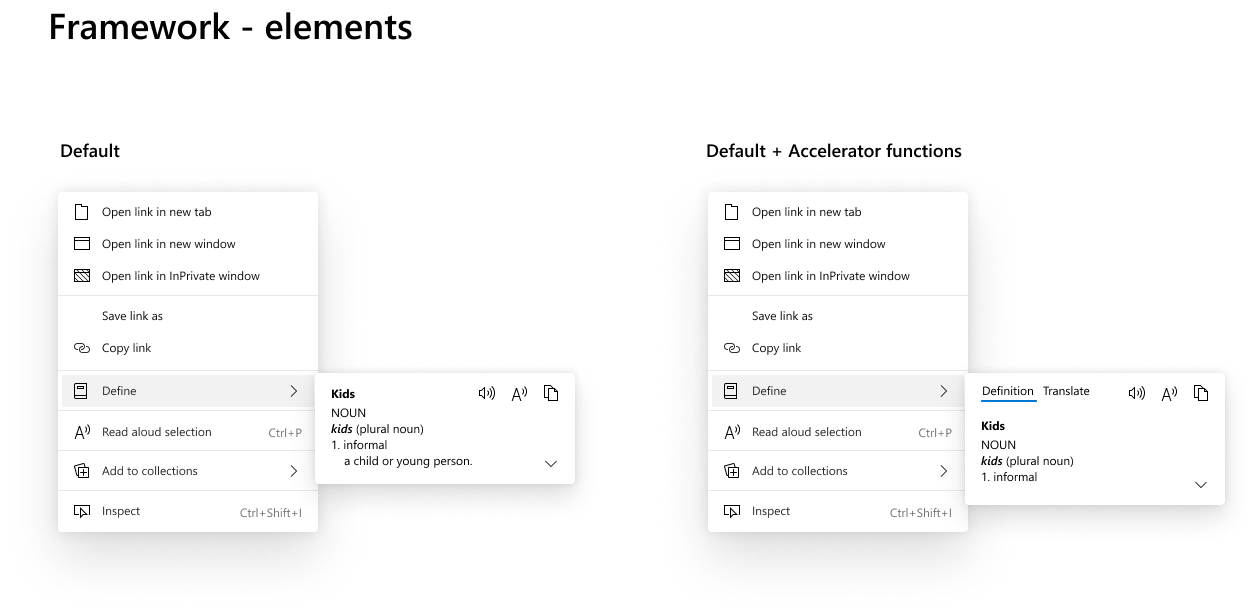 Framework - elements
Default
Open link in new tab
Open link in new window
Open link in InPrivate window
Save link as
Copy link
Define
Read aloud selection Ctrl+P
Add to collections
Inspect Ctrl+Shift+I
Kids
NOUN
kids (plural noun)
1. informal
a child or young person.
Default + Accelerator functions
Open link in new tab
Open link in new window
Open link in InPrivate window
Save link as
Copy link
Define
Read aloud selection Ctrl+P
Add to collections
Inspect Ctrl+Shift+I
Definition Translate
Kids
NOUN
kids (plural noun)
1. informal